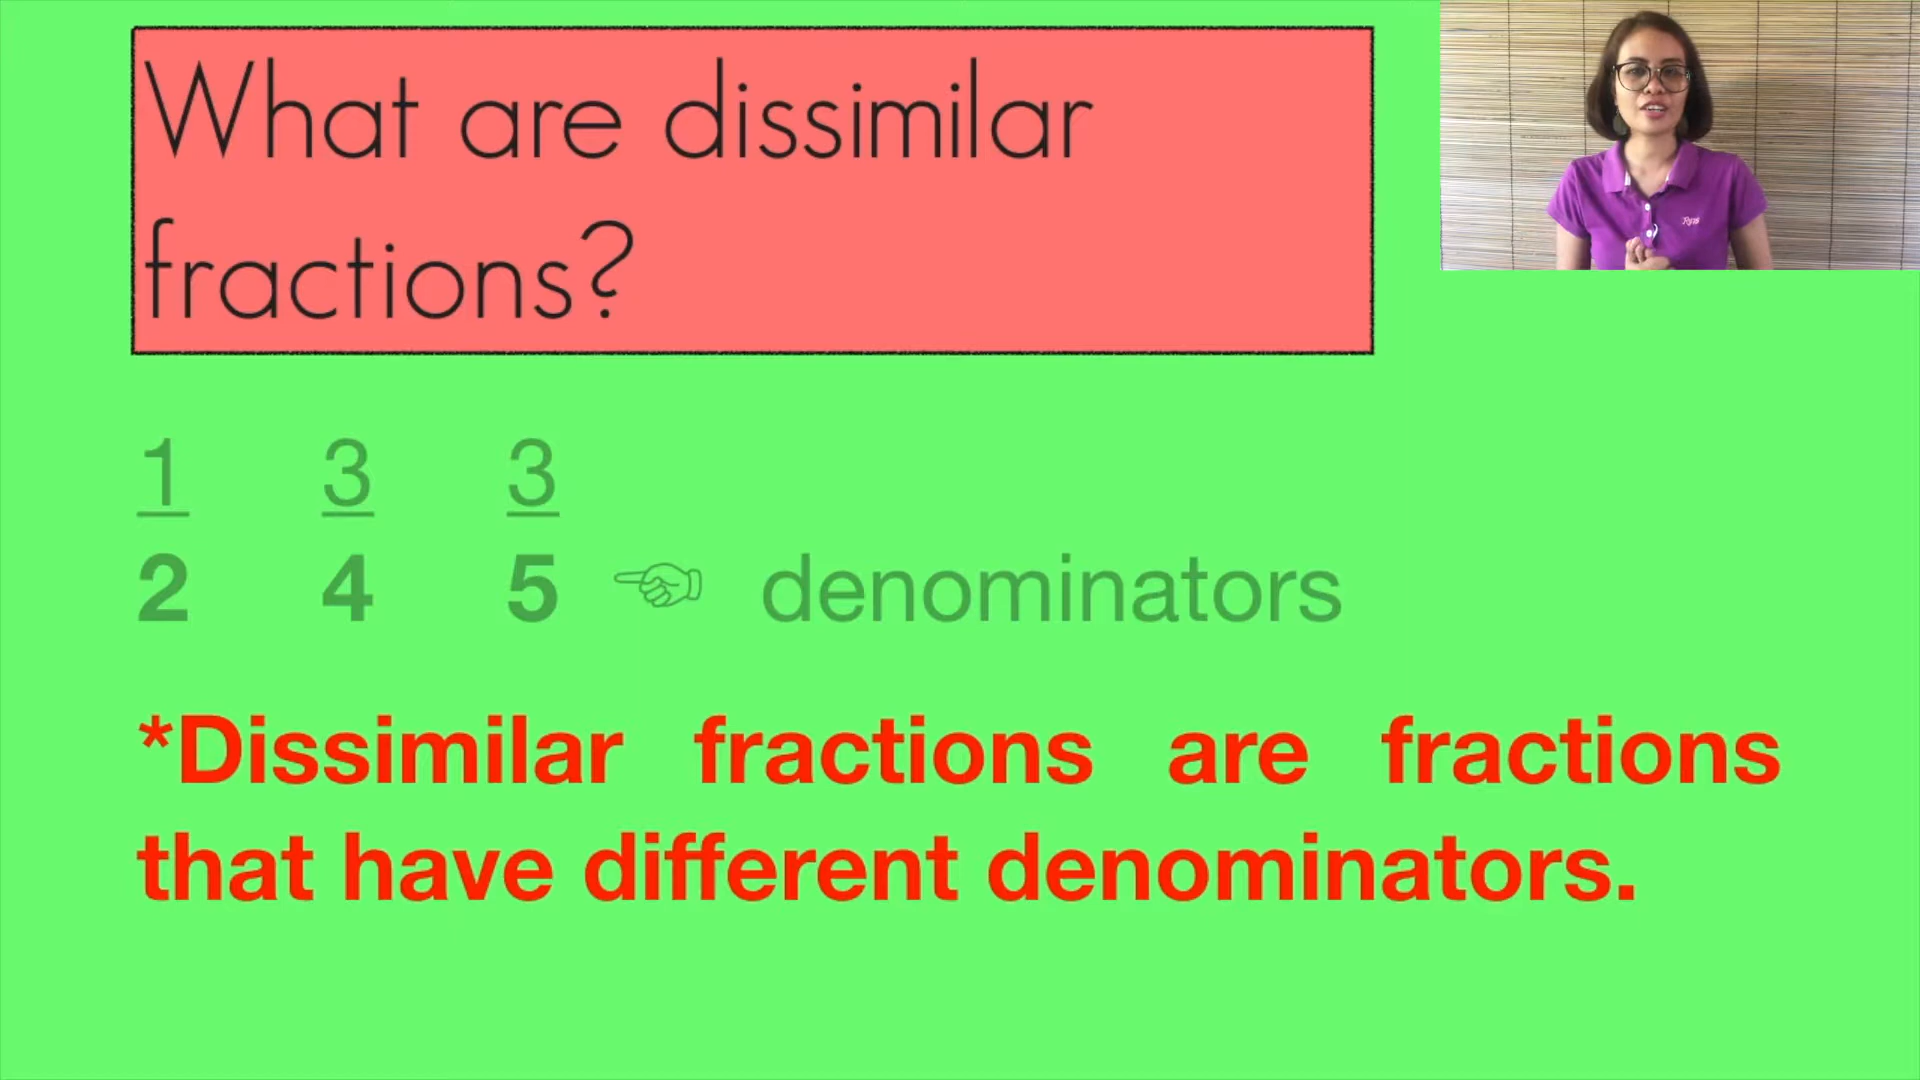 What are dissimilar
fractions?
1 3 3
2 4 5 ☜ denominators
*Dissimilar fractions are fractions
that have different denominators.